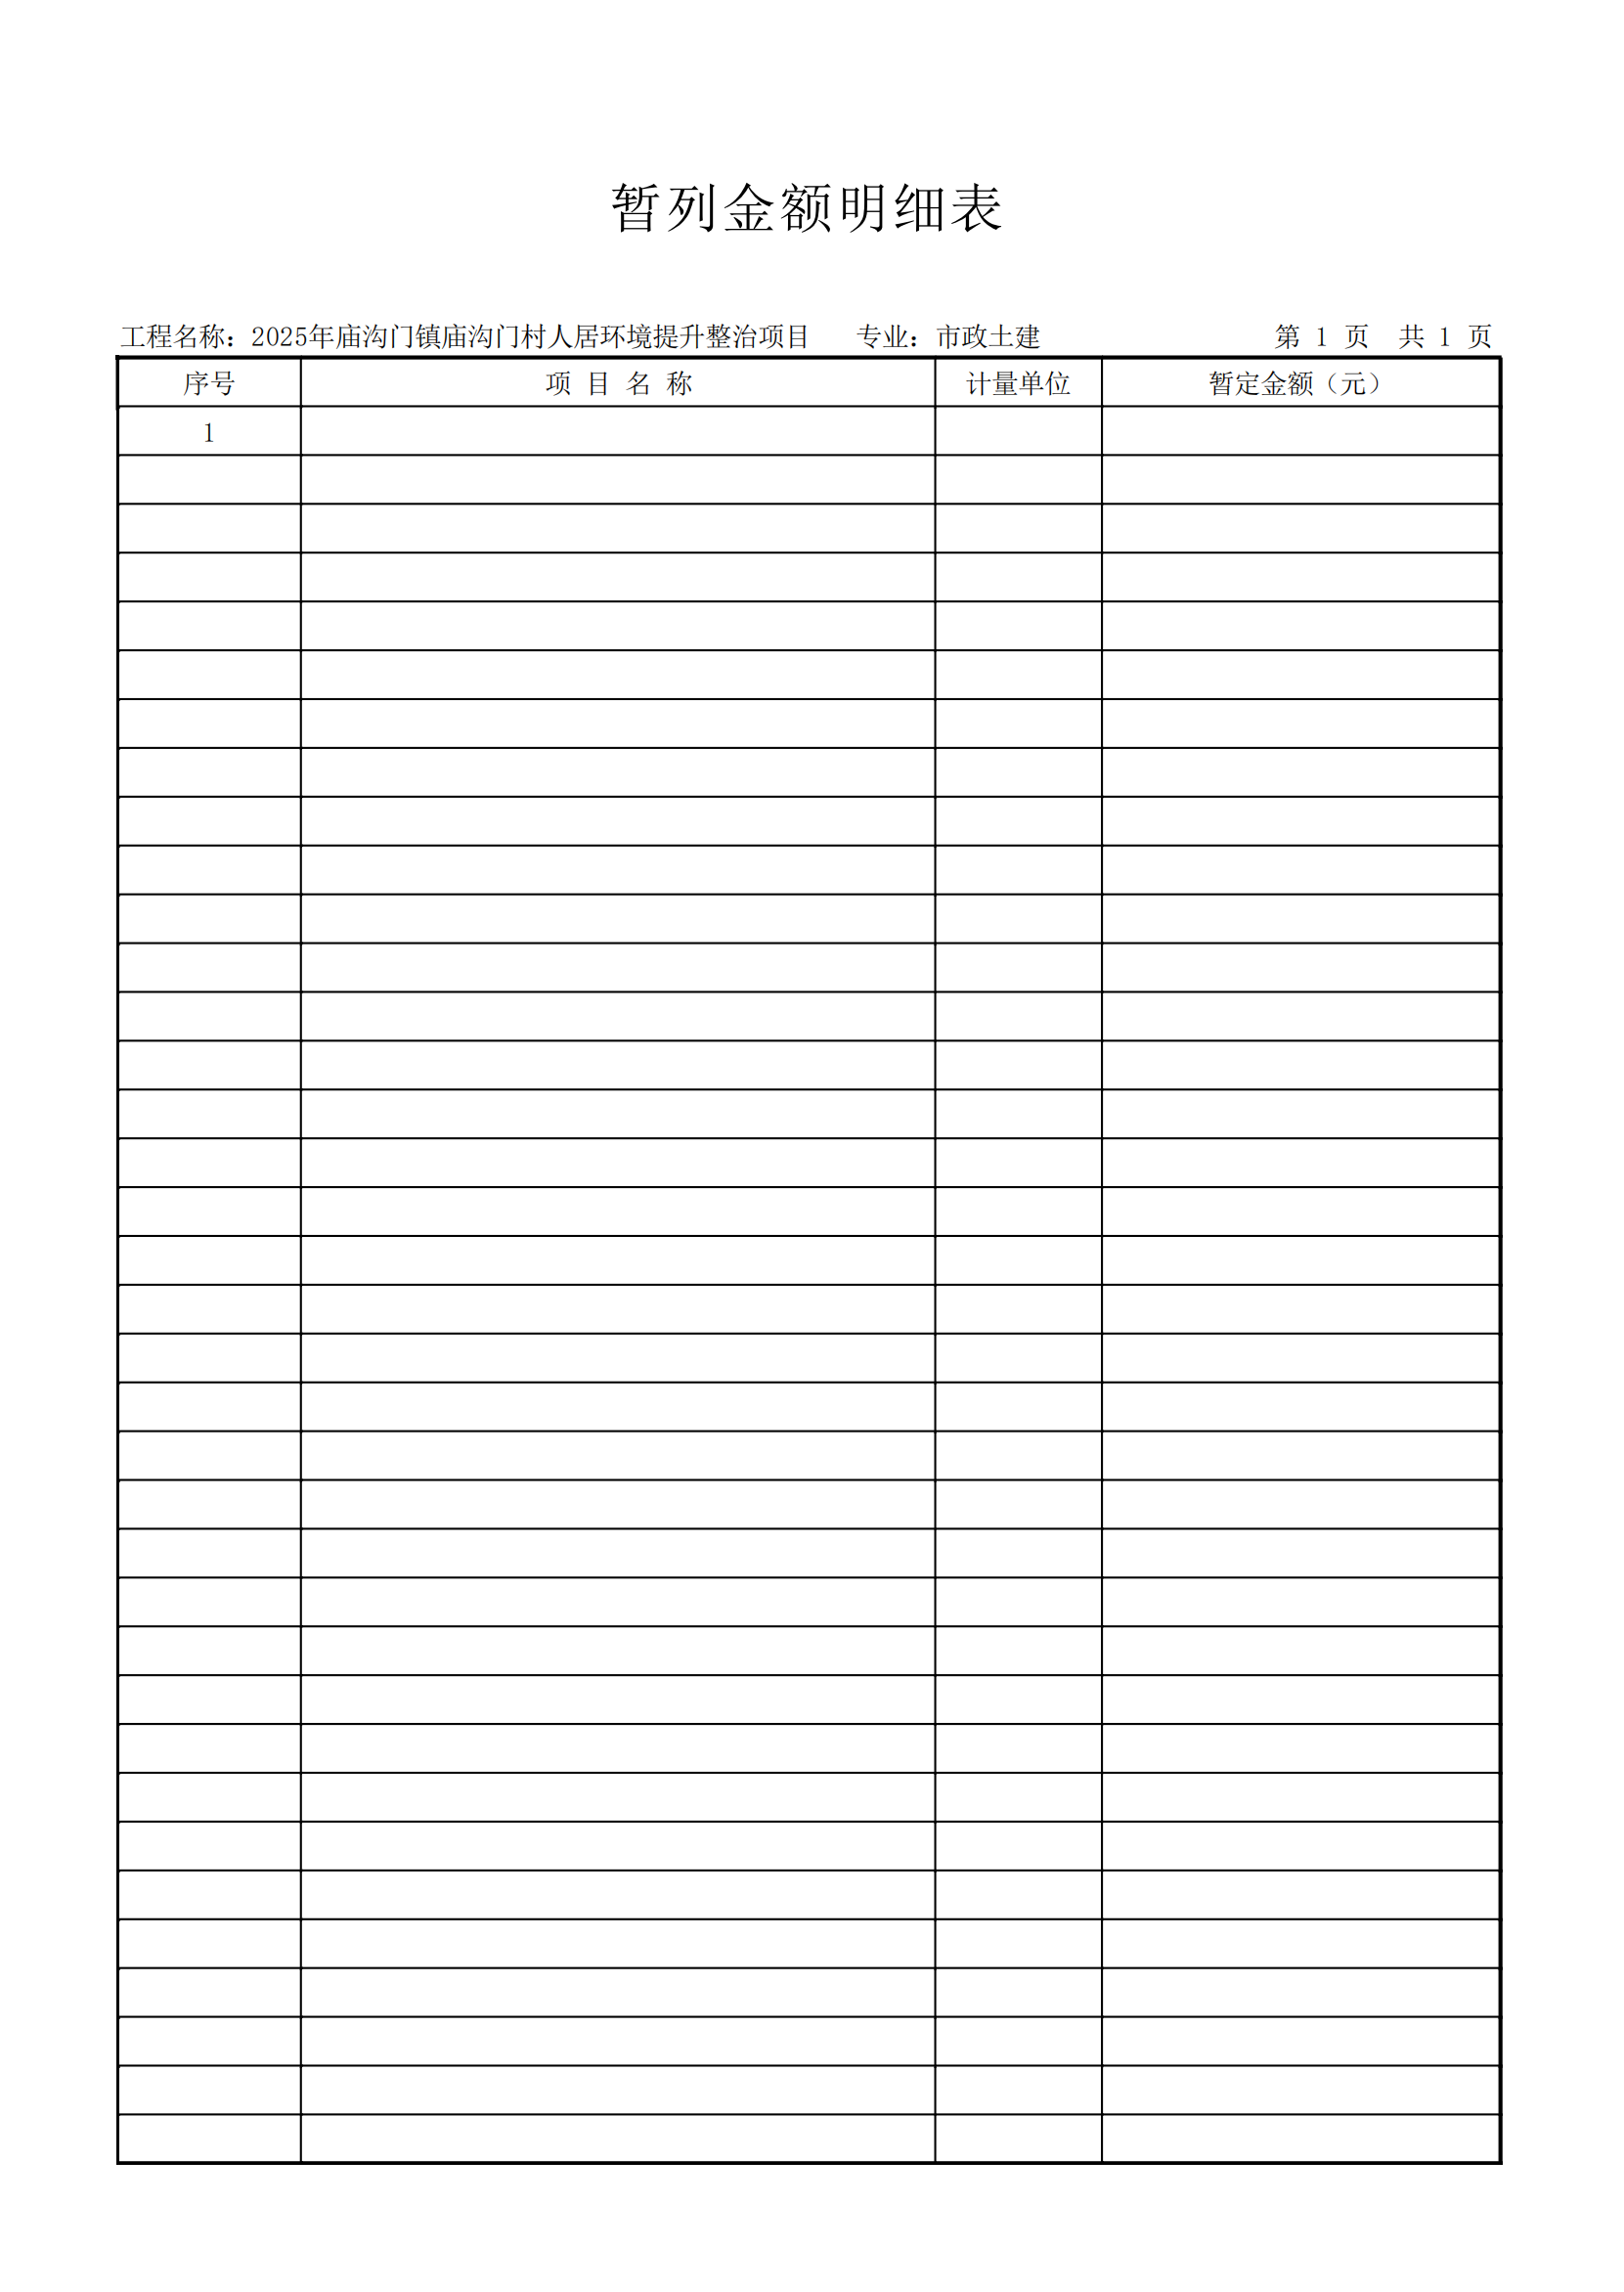 暂列金额明细表
工程名称：2025年庙沟门镇庙沟门村人居环境提升整治项目 专业：市政土建 第 1 页 共 1 页
序号 项 目 名 称 计量单位 暂定金额（元）
1